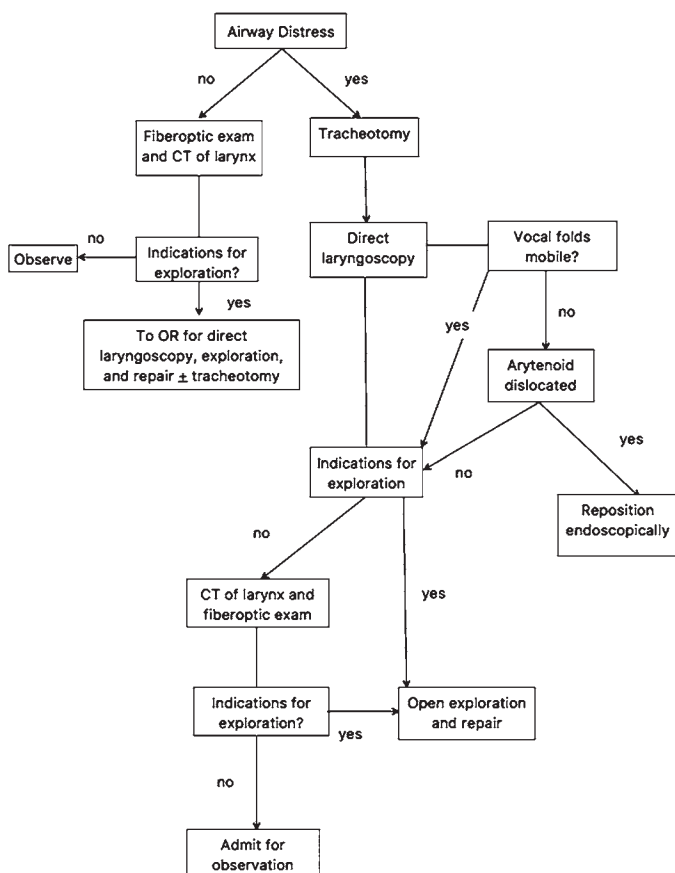 Airway Distress
no
yes
Fiberoptic exam
and CT of larynx
Tracheotomy
Observe
no
Indications for
exploration?
Direct
laryngoscopy
Vocal folds
mobile?
yes
To OR for direct
laryngoscopy, exploration,
and repair ± tracheotomy
yes
no
Arytenoid
dislocated
Indications for
exploration
no
yes
Reposition
endoscopically
no
CT of larynx and
fiberoptic exam
yes
Indications for
exploration?
yes
Open exploration
and repair
no
Admit for
observation